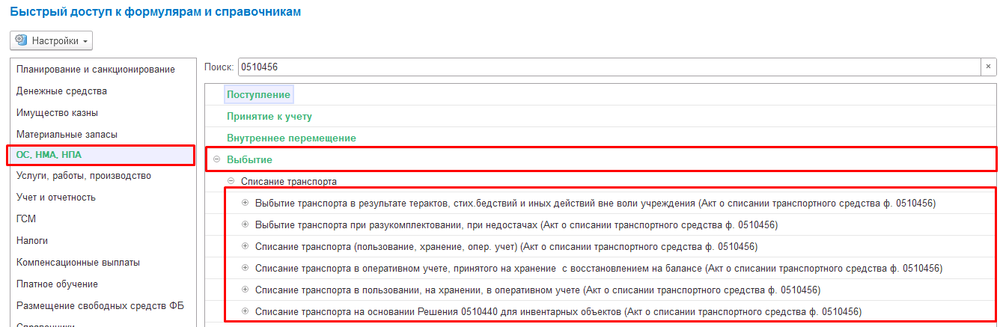 Быстрый доступ к формулярам и справочникам
Настройки
Планирование и санкционирование
Денежные средства
Имущество казны
Материальные запасы
ОС, НМА, НПА
Услуги, работы, производство
Учет и отчетность
ГСМ
Налоги
Компенсационные выплаты
Платное обучение
Размещение свободных средств ФБ
Справочники
Поиск: 0510456 ×
Поступление
Принятие к учету
Внутреннее перемещение
Выбытие
Списание транспорта
Выбытие транспорта в результате терактов, стих.бедствий и иных действий вне воли учреждения (Акт о списании транспортного средства ф. 0510456)
Выбытие транспорта при разукомплектовании, при недостачах (Акт о списании транспортного средства ф. 0510456)
Списание транспорта (пользование, хранение, опер. учет) (Акт о списании транспортного средства ф. 0510456)
Списание транспорта в оперативном учете, принятого на хранение  с восстановлением на балансе (Акт о списании транспортного средства ф. 0510456)
Списание транспорта в пользовании, на хранении, в оперативном учете (Акт о списании транспортного средства ф. 0510456)
Списание транспорта на основании Решения 0510440 для инвентарных объектов (Акт о списании транспортного средства ф. 0510456)